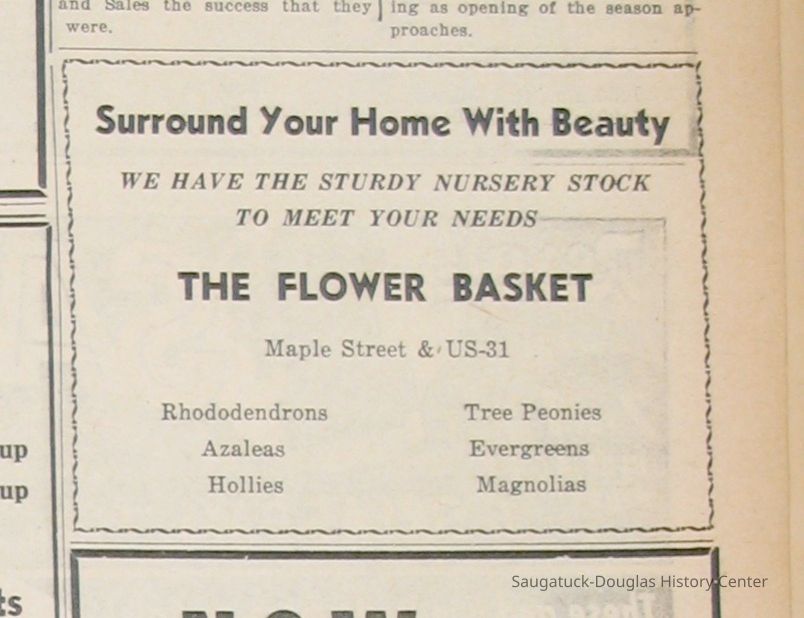 and Sales the success that they
were.
ing as opening of the season ap-
proaches.
Surround Your Home With Beauty
WE HAVE THE STURDY NURSERY STOCK
TO MEET YOUR NEEDS
THE FLOWER BASKET
Maple Street & US-31
Rhododendrons
Azaleas
Hollies
Tree Peonies
Evergreens
Magnolias
up
up
ts
Saugatuck-Douglas History Center